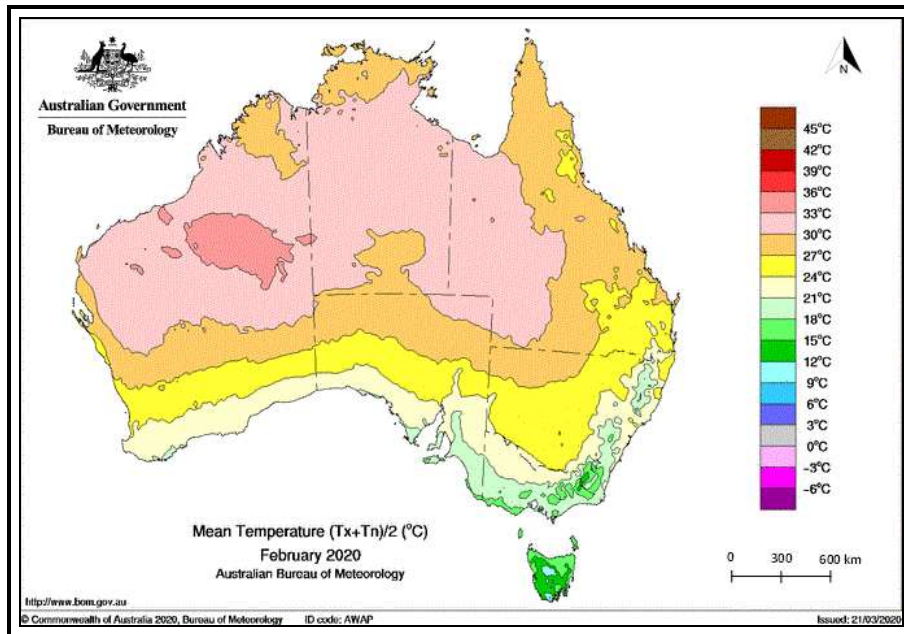 Australian Government
Bureau of Meteorology
N
45°C
42°C
39°C
36°C
33°C
30°C
27°C
24°C
21°C
18°C
15°C
12°C
9°C
6°C
3°C
0°C
-3°C
-6°C
Mean Temperature (Tx+Tn)/2 (°C)
February 2020
Australian Bureau of Meteorology
0 300 600 km
http://www.bom.gov.au
© Commonwealth of Australia 2020, Bureau of Meteorology ID code: AWAP Issued: 21/03/2020